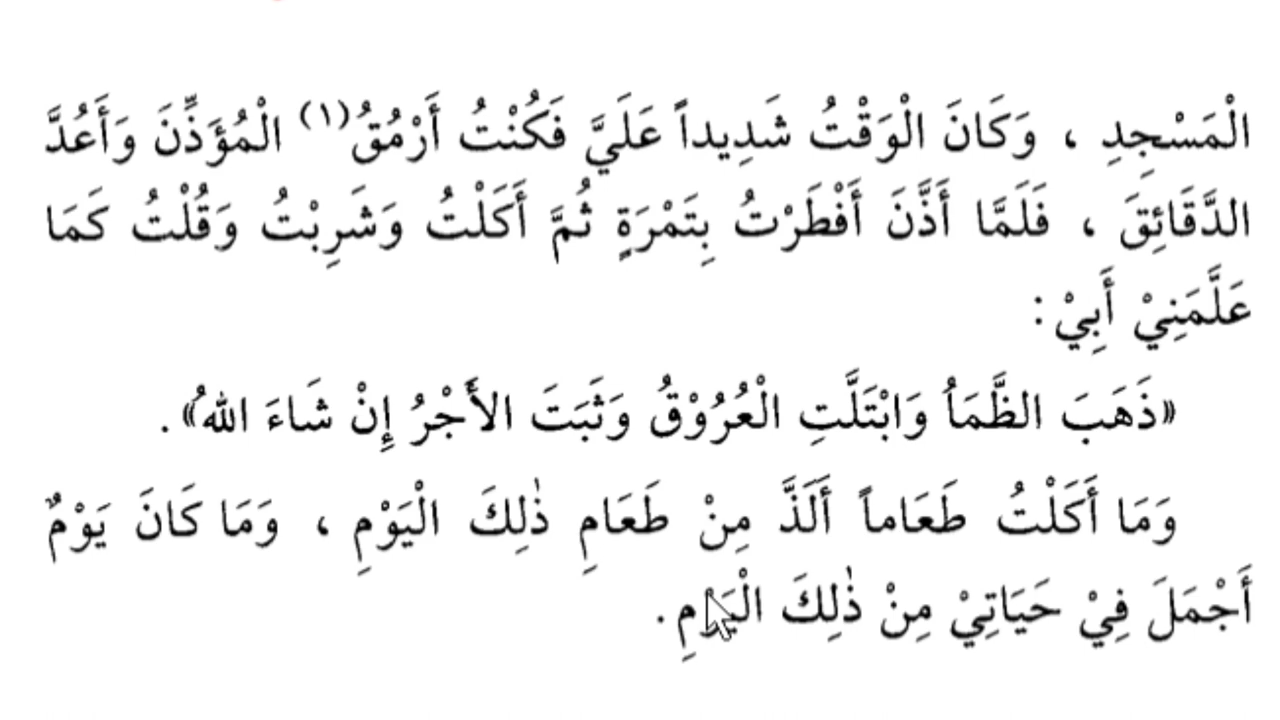 الْمَسْجِدِ ، وَكَانَ الْوَقْتُ شَدِيداً عَلَيَّ فَكُنْتُ أَرْمُقُ(١) الْمُؤَذِّنَ وَأَعُدَّ
الدَّقَائِقَ ، فَلَمَّا أَذَّنَ أَفْطَرْتُ بِتَمْرَةٍ ثُمَّ أَكَلْتُ وَشَرِبْتُ وَقُلْتُ كَمَا
عَلَّمَنِيْ أَبِيْ :
«ذَهَبَ الظَّمَأُ وَابْتَلَّتِ الْعُرُوْقُ وَثَبَتَ الأَجْرُ إِنْ شَاءَ اللهُ» .
وَمَا أَكَلْتُ طَعَاماً أَلَذَّ مِنْ طَعَامِ ذٰلِكَ الْيَوْمِ ، وَمَا كَانَ يَوْمٌ
أَجْمَلَ فِيْ حَيَاتِيْ مِنْ ذٰلِكَ الْيَوْمِ .